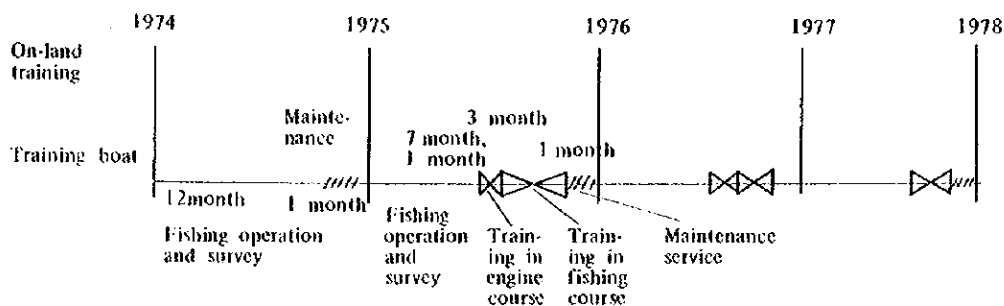 1974 1975 1976 1977 1978
On-land
training
Mainte-
nance
3 month
7 month,
1 month
1 month
Training boat
12month
1 month
Fishing operation
and survey
Fishing
operation
and
survey
Train-
ing in
engine
course
Train-
ing in
fishing
course
Maintenance
service